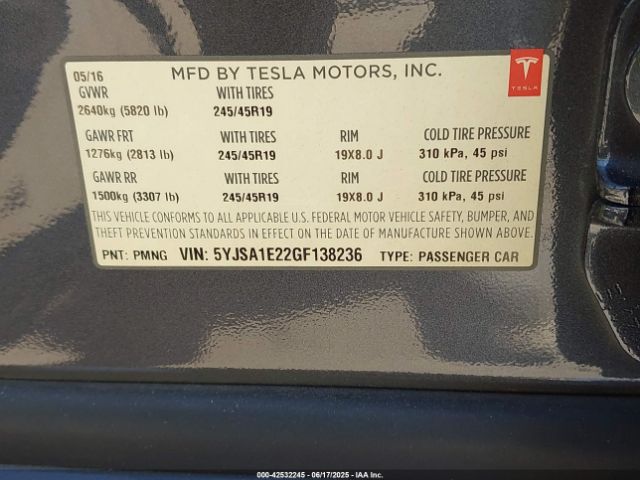 05/16 MFD BY TESLA MOTORS, INC.
TESLA
GVWR WITH TIRES
2640kg (5820 lb) 245/45R19
GAWR FRT WITH TIRES RIM COLD TIRE PRESSURE
1276kg (2813 lb) 245/45R19 19X8.0 J 310 kPa, 45 psi
GAWR RR WITH TIRES RIM COLD TIRE PRESSURE
1500kg (3307 lb) 245/45R19 19X8.0 J 310 kPa, 45 psi
THIS VEHICLE CONFORMS TO ALL APPLICABLE U.S. FEDERAL MOTOR VEHICLE SAFETY, BUMPER, AND
THEFT PREVENTION STANDARDS IN EFFECT ON THE DATE OF MANUFACTURE SHOWN ABOVE.
PNT: PMNG VIN: 5YJSA1E22GF138236 TYPE: PASSENGER CAR
000-42532245 - 06/17/2025 - IAA Inc.